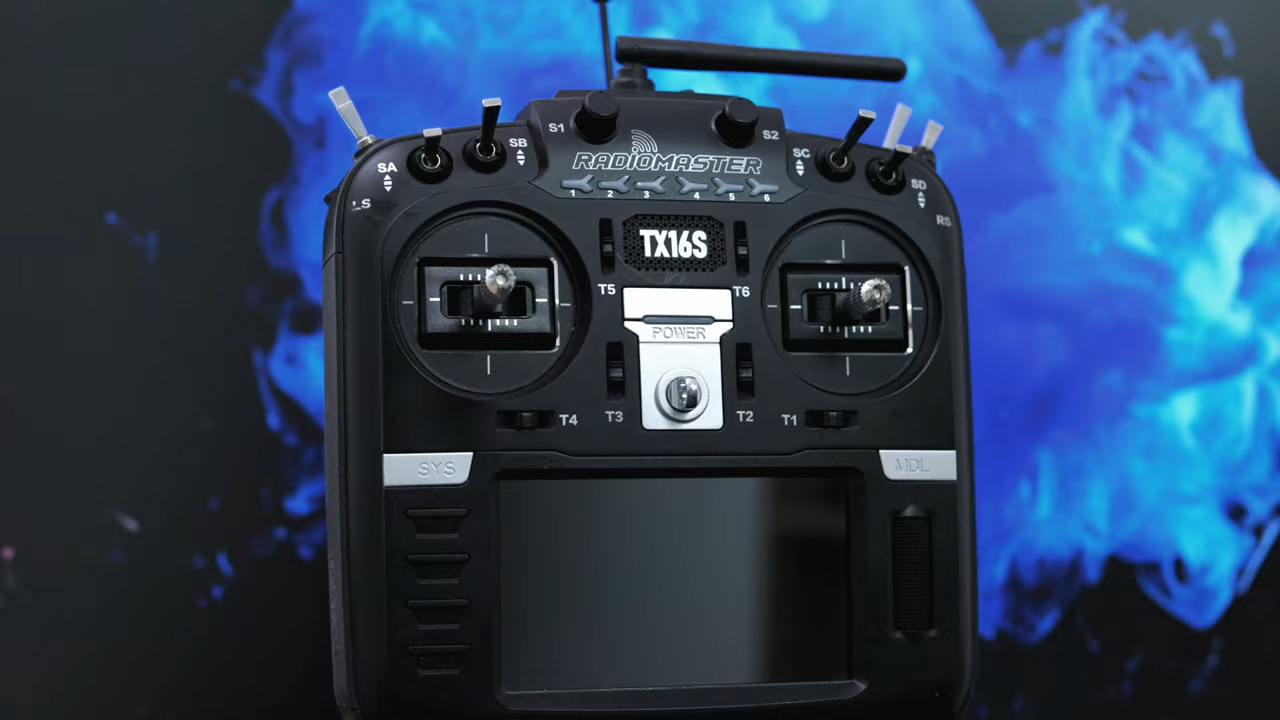 S1
S2
SA
SB
SC
SD
RADIOMASTER
1 2 3 4 5 6
LS
RS
TX16S
T5
T6
POWER
T4
T3
T2
T1
SYS
MDL